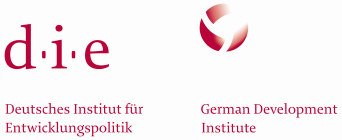 d·i·e
Deutsches Institut für
Entwicklungspolitik
German Development
Institute